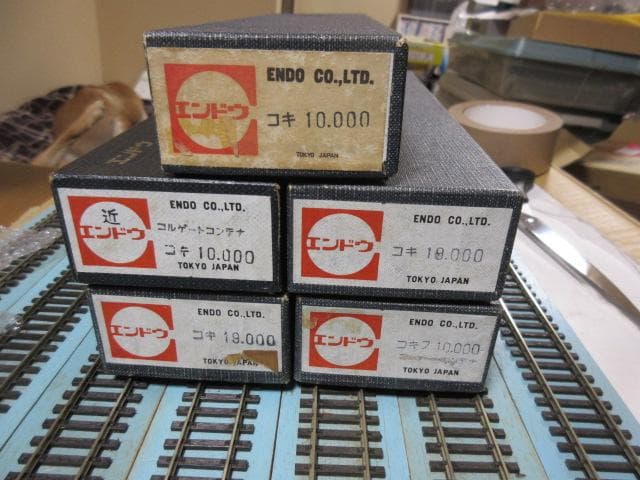 ENDO CO.,LTD.
エンドウ
コキ 10.000
TOKYO JAPAN
近
エンドウ
ENDO CO., LTD.
コルゲートコンテナ
コキ 10.000
TOKYO JAPAN
エンドウ
ENDO CO., LTD.
コキ 19.000
TOKYO JAPAN
エンドウ
ENDO CO., LTD.
コキ 19.000
TOKYO JAPAN
エンドウ
ENDO CO., LTD.
コキフ 10.000
TOKYO JAPAN